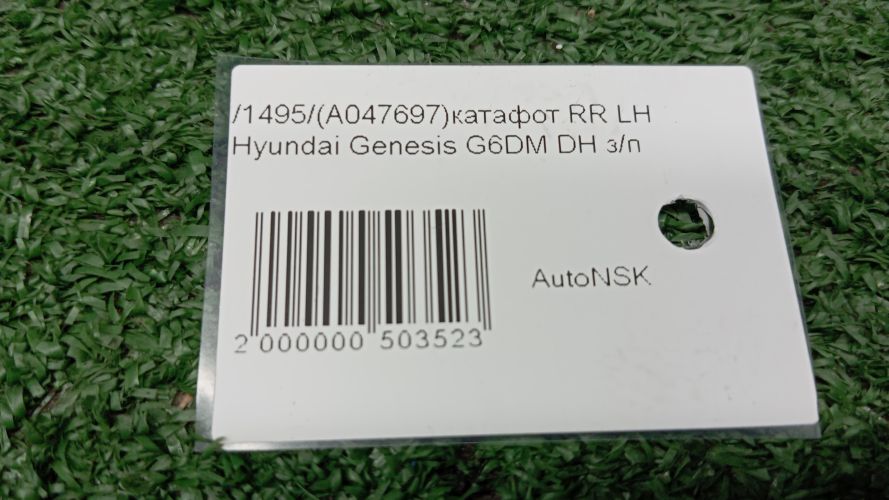 /1495/(A047697)катафот RR LH
Hyundai Genesis G6DM DH з/п
AutoNSK
2 000000 503523